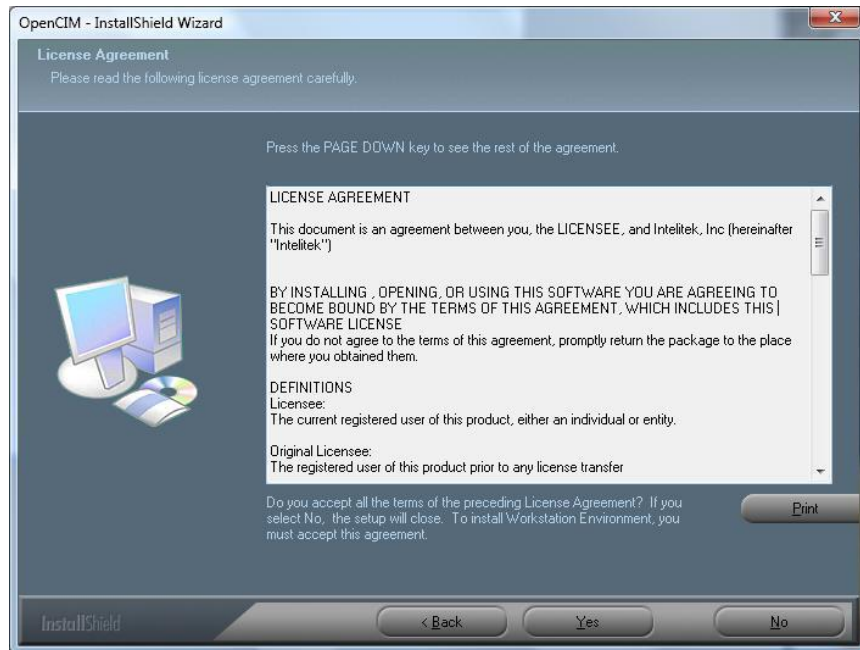 OpenCIM - InstallShield Wizard
License Agreement
Please read the following license agreement carefully.
Press the PAGE DOWN key to see the rest of the agreement.
LICENSE AGREEMENT
This document is an agreement between you, the LICENSEE, and Intelitek, Inc (hereinafter
"Intelitek")
BY INSTALLING , OPENING, OR USING THIS SOFTWARE YOU ARE AGREEING TO
BECOME BOUND BY THE TERMS OF THIS AGREEMENT, WHICH INCLUDES THIS
SOFTWARE LICENSE
If you do not agree to the terms of this agreement, promptly return the package to the place
where you obtained them.
DEFINITIONS
Licensee:
The current registered user of this product, either an individual or entity.
Original Licensee:
The registered user of this product prior to any license transfer
Do you accept all the terms of the preceding License Agreement? If you
select No, the setup will close. To install Workstation Environment, you
must accept this agreement.
Print
InstallShield
< Back
Yes
No